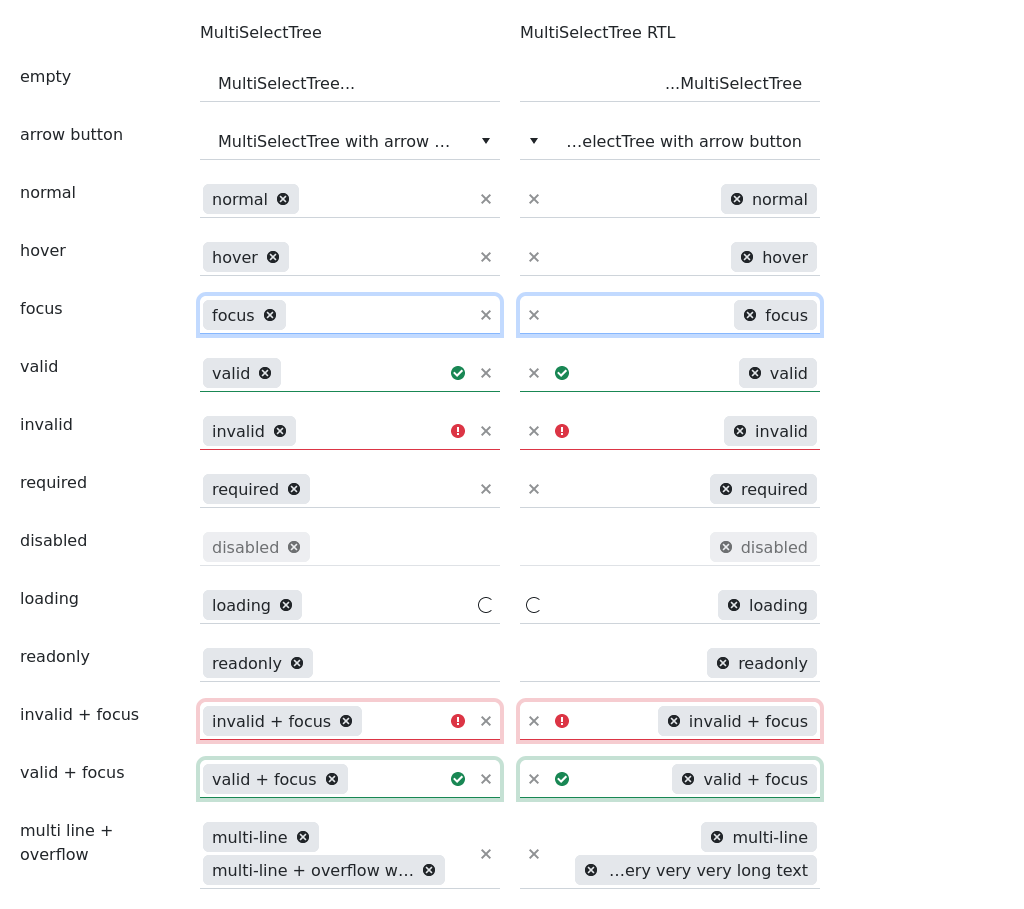 MultiSelectTree MultiSelectTree RTL
empty MultiSelectTree... ...MultiSelectTree
arrow button MultiSelectTree with arrow ... ...electTree with arrow button
normal normal normal
hover hover hover
focus focus focus
valid valid valid
invalid invalid invalid
required required required
disabled disabled disabled
loading loading loading
readonly readonly readonly
invalid + focus invalid + focus invalid + focus
valid + focus valid + focus valid + focus
multi line + multi-line multi-line
overflow multi-line + overflow w... ...ery very very long text